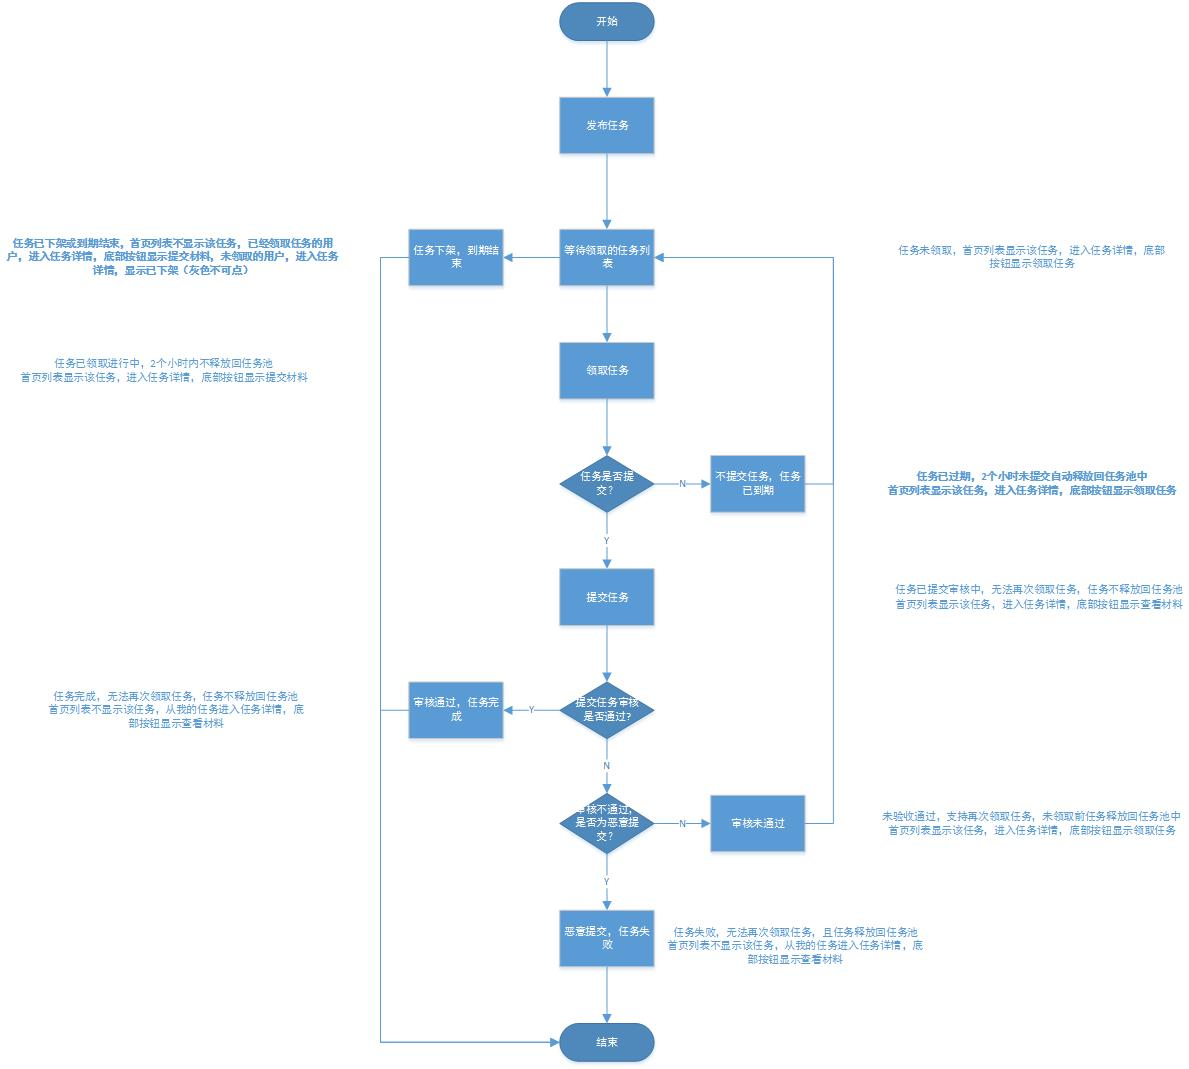 开始
发布任务
任务已下架或到期结束，首页列表不显示该任务，已经领取任务的用
户，进入任务详情，底部按钮显示提交材料，未领取的用户，进入任务
详情，显示已下架（灰色不可点）
任务下架，到期结
束
等待领取的任务列
表
任务未领取，首页列表显示该任务，进入任务详情，底部
按钮显示领取任务
任务已领取进行中，2个小时内不释放回任务池
首页列表显示该任务，进入任务详情，底部按钮显示提交材料
领取任务
任务是否提
交？
N
不提交任务，任务
已到期
任务已过期，2个小时未提交自动释放回任务池中
首页列表显示该任务，进入任务详情，底部按钮显示领取任务
Y
提交任务
任务已提交审核中，无法再次领取任务，任务不释放回任务池
首页列表显示该任务，进入任务详情，底部按钮显示查看材料
任务完成，无法再次领取任务，任务不释放回任务池
首页列表不显示该任务，从我的任务进入任务详情，底
部按钮显示查看材料
审核通过，任务完
成
Y
提交任务审核
是否通过?
N
审核不通过，
是否为恶意提
交？
N
审核未通过
未验收通过，支持再次领取任务，未领取前任务释放回任务池中
首页列表显示该任务，进入任务详情，底部按钮显示领取任务
Y
恶意提交，任务失
败
任务失败，无法再次领取任务，且任务释放回任务池
首页列表不显示该任务，从我的任务进入任务详情，底
部按钮显示查看材料
结束